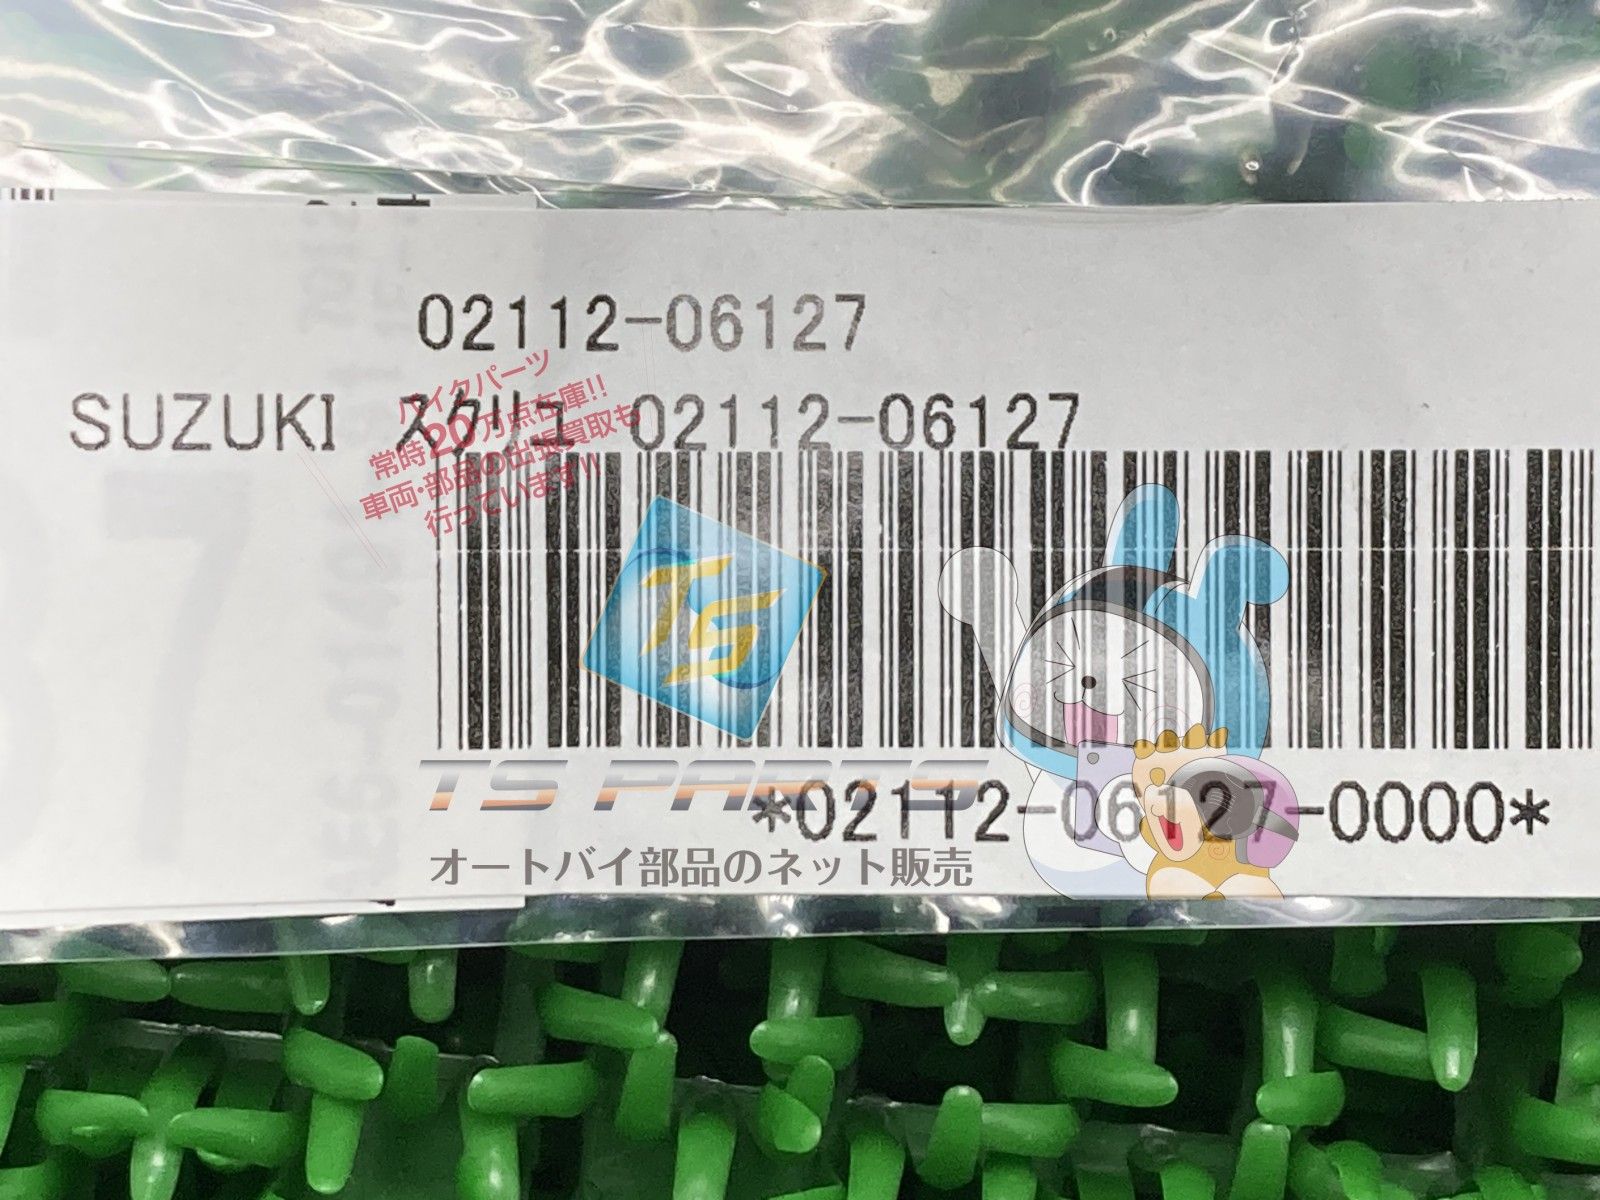 02112-06127
SUZUKI スクリュ 02112-06127
バイクパーツ
常時20万点在庫!!
車両・部品の出張買取も
行っています!!
TS
TS PARTS
*02112-06127-0000*
オートバイ部品のネット販売